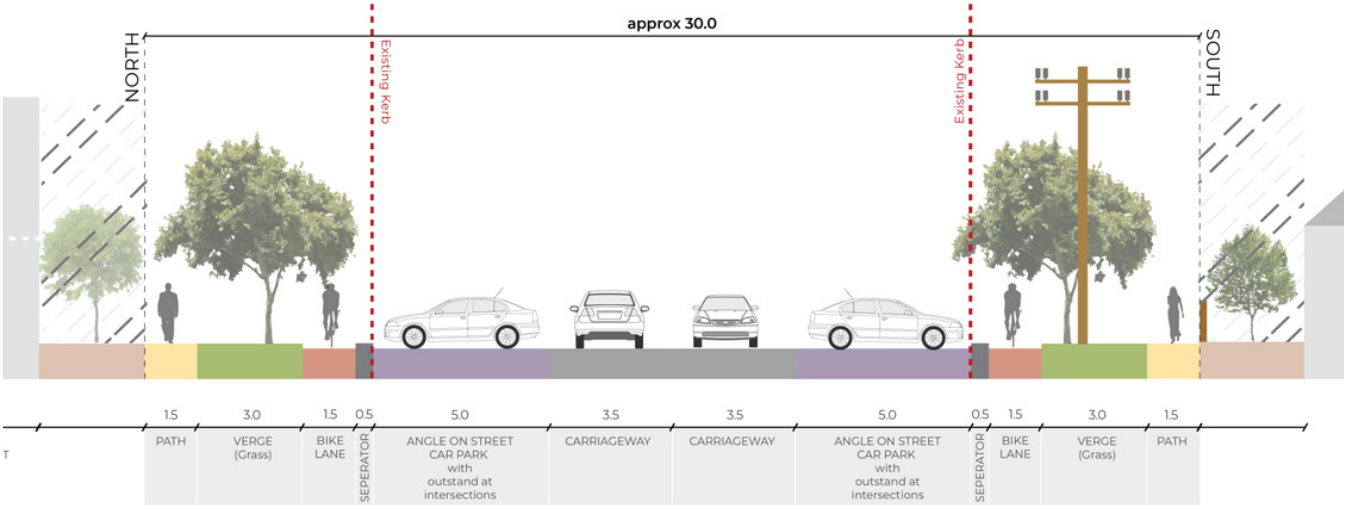 approx 30.0
NORTH
Existing Kerb
Existing Kerb
SOUTH
1.5
3.0
1.5
0.5
5.0
3.5
3.5
5.0
0.5
1.5
3.0
1.5
T
PATH
VERGE
(Grass)
BIKE
LANE
SEPERATOR
ANGLE ON STREET
CAR PARK
with
outstand at
intersections
CARRIAGEWAY
CARRIAGEWAY
ANGLE ON STREET
CAR PARK
with
outstand at
intersections
SEPERATOR
BIKE
LANE
VERGE
(Grass)
PATH